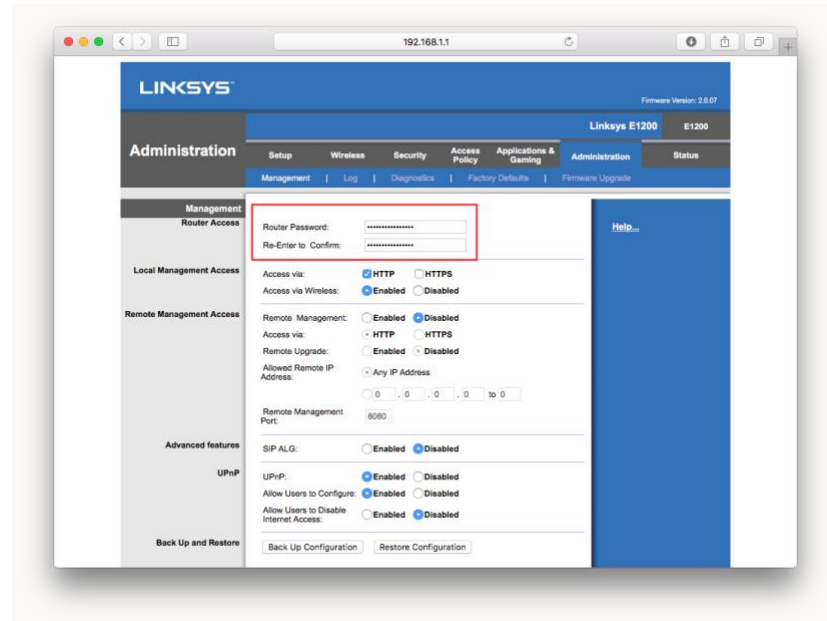 192.168.1.1
LINKSYS
Firmware Version: 2.0.07
Linksys E1200 E1200
Administration
Setup Wireless Security Access Policy Applications & Gaming Administration Status
Management | Log | Diagnostics | Factory Defaults | Firmware Upgrade
Management
Router Access
Router Password: ••••••••••••••••
Help...
Re-Enter to Confirm: ••••••••••••••••
Local Management Access
Access via: HTTP HTTPS
Access via Wireless: Enabled Disabled
Remote Management Access
Remote Management: Enabled Disabled
Access via: HTTP HTTPS
Remote Upgrade: Enabled Disabled
Allowed Remote IP
Address:
Any IP Address
0 . 0 . 0 . 0 to 0
Remote Management
Port:
8080
Advanced features
SIP ALG: Enabled Disabled
UPnP
UPnP: Enabled Disabled
Allow Users to Configure: Enabled Disabled
Allow Users to Disable
Internet Access:
Enabled Disabled
Back Up and Restore
Back Up Configuration Restore Configuration